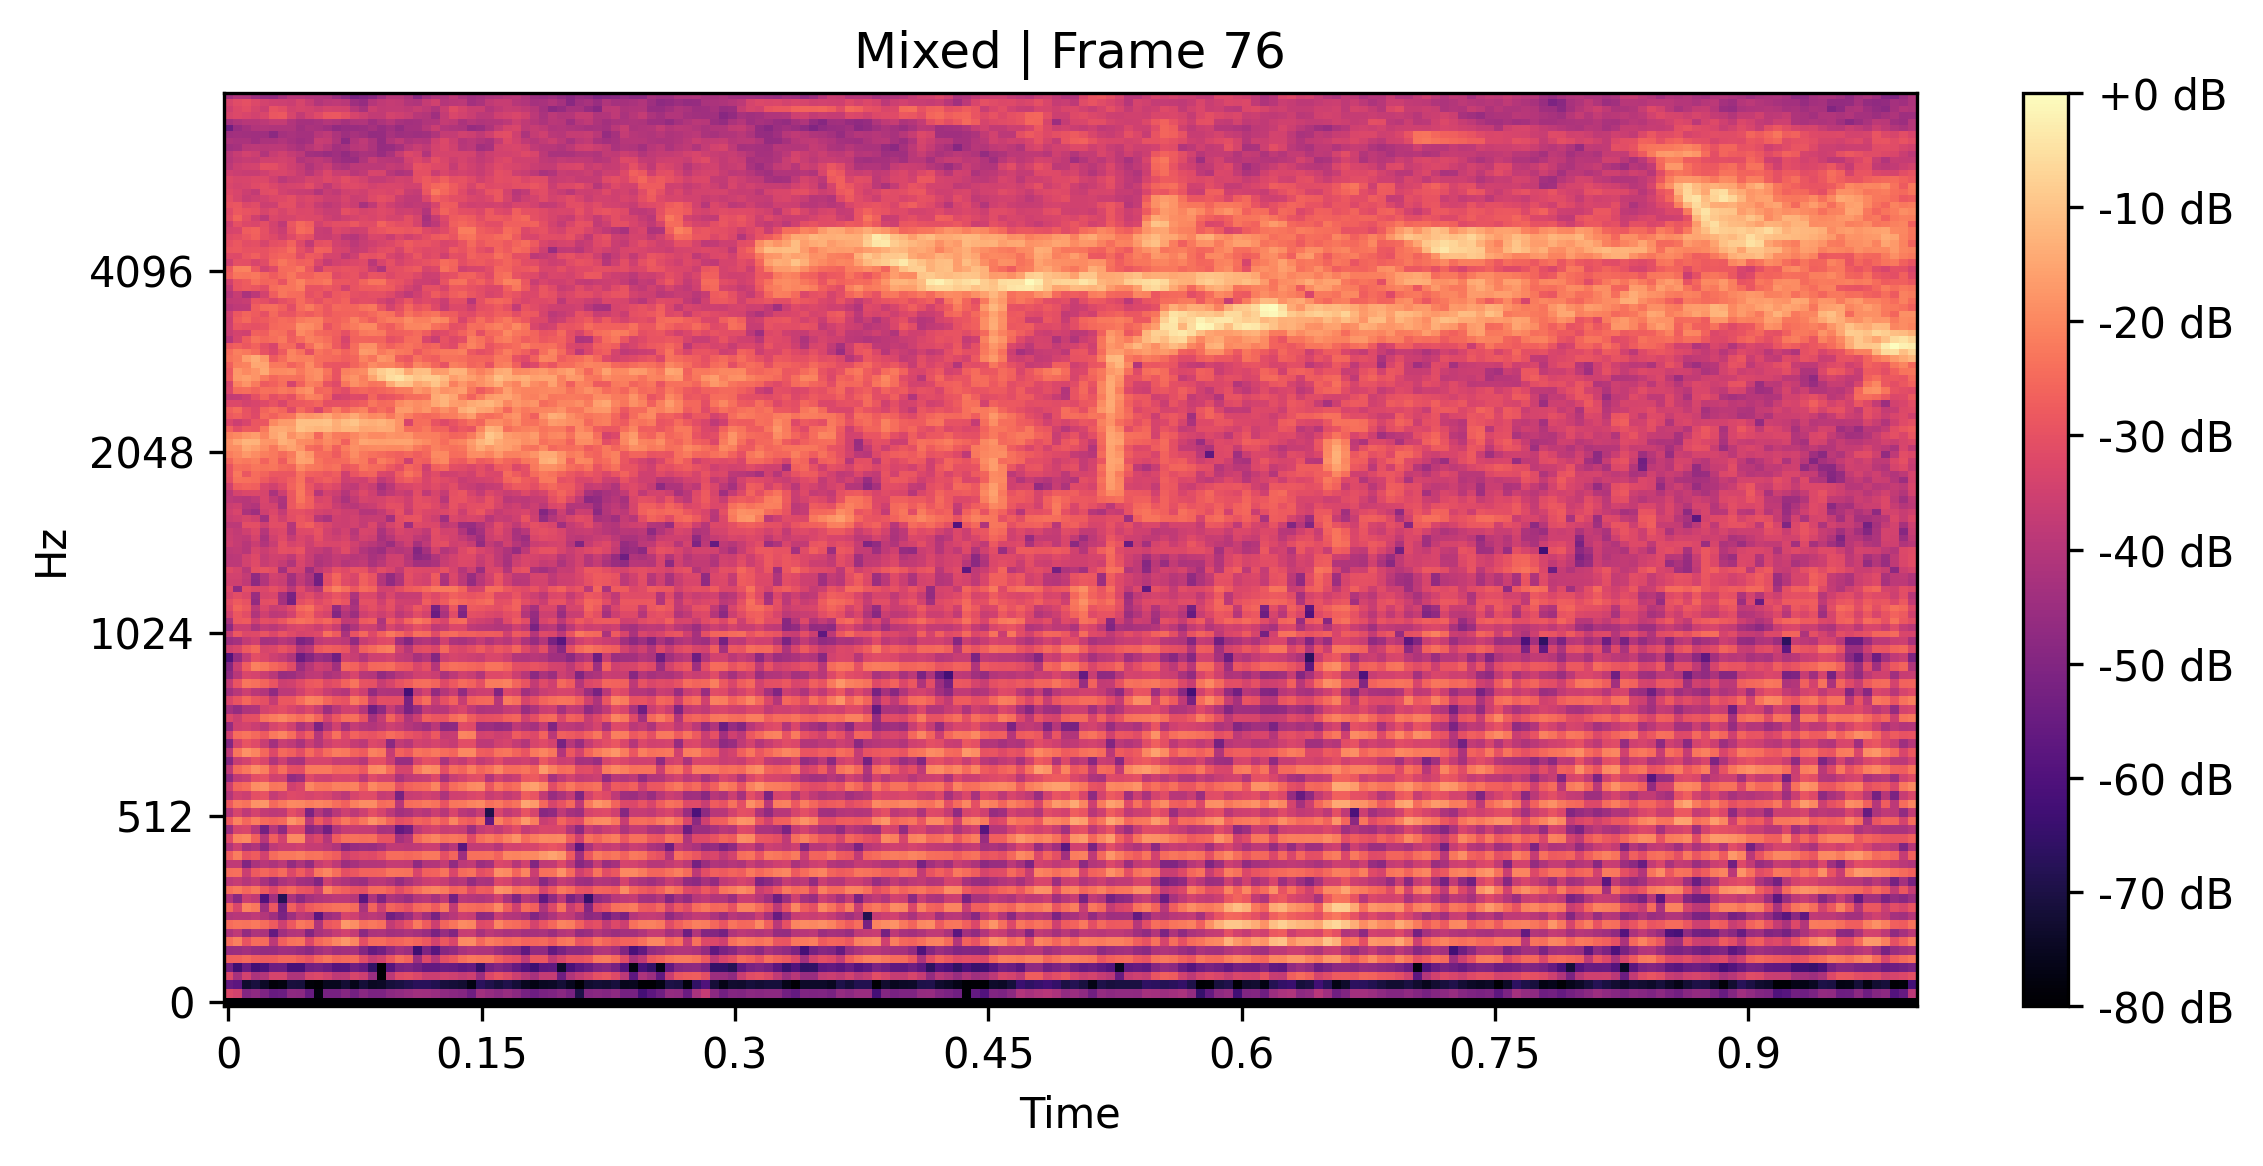 Mixed | Frame 76
Hz
4096
2048
1024
512
0
0 0.15 0.3 0.45 0.6 0.75 0.9
Time
+0 dB
-10 dB
-20 dB
-30 dB
-40 dB
-50 dB
-60 dB
-70 dB
-80 dB